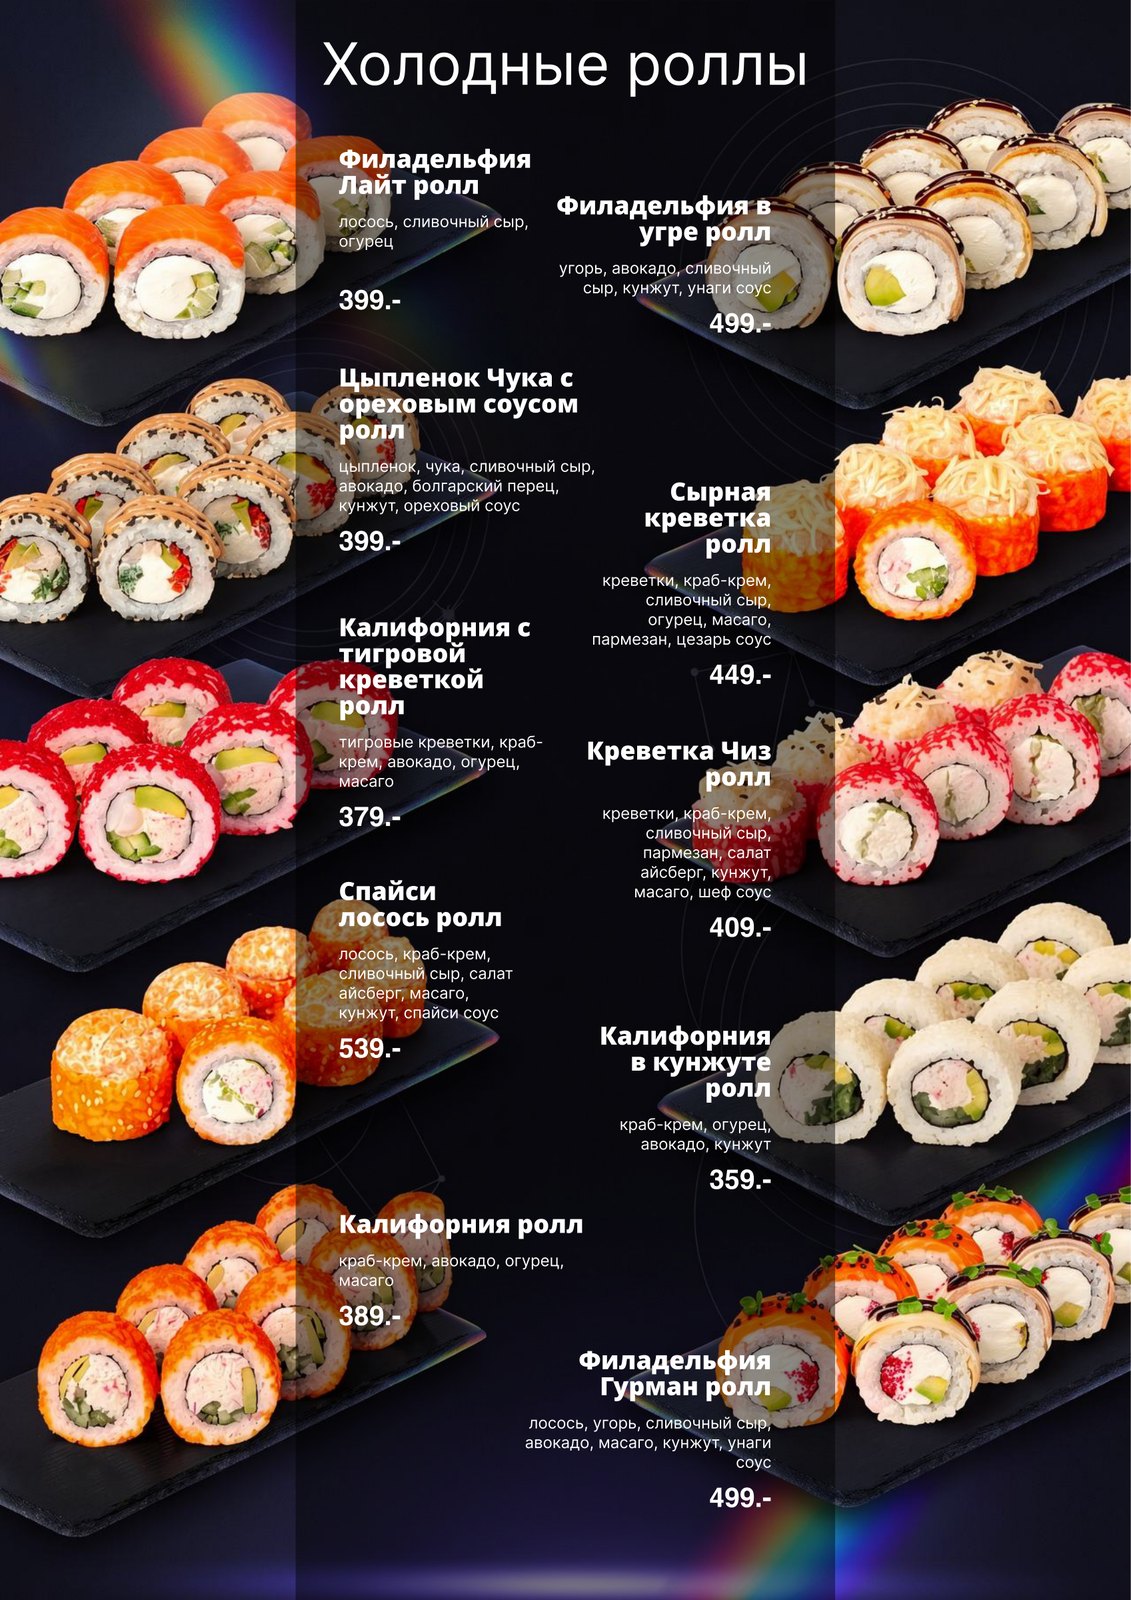 Холодные роллы
Филадельфия
Лайт ролл
лосось, сливочный сыр,
огурец
399.-
Филадельфия в
угре ролл
угорь, авокадо, сливочный
сыр, кунжут, унаги соус
499.-
Цыпленок Чука с
ореховым соусом
ролл
цыпленок, чука, сливочный сыр,
авокадо, болгарский перец,
кунжут, ореховый соус
399.-
Сырная
креветка
ролл
креветки, краб-крем,
сливочный сыр,
огурец, масаго,
пармезан, цезарь соус
449.-
Калифорния с
тигровой
креветкой
ролл
тигровые креветки, краб-
крем, авокадо, огурец,
масаго
379.-
Креветка Чиз
ролл
креветки, краб-крем,
сливочный сыр,
пармезан, салат
айсберг, кунжут,
масаго, шеф соус
409.-
Спайси
лосось ролл
лосось, краб-крем,
сливочный сыр, салат
айсберг, масаго,
кунжут, спайси соус
539.-
Калифорния
в кунжуте
ролл
краб-крем, огурец,
авокадо, кунжут
359.-
Калифорния ролл
краб-крем, авокадо, огурец,
масаго
389.-
Филадельфия
Гурман ролл
лосось, угорь, сливочный сыр,
авокадо, масаго, кунжут, унаги
соус
499.-